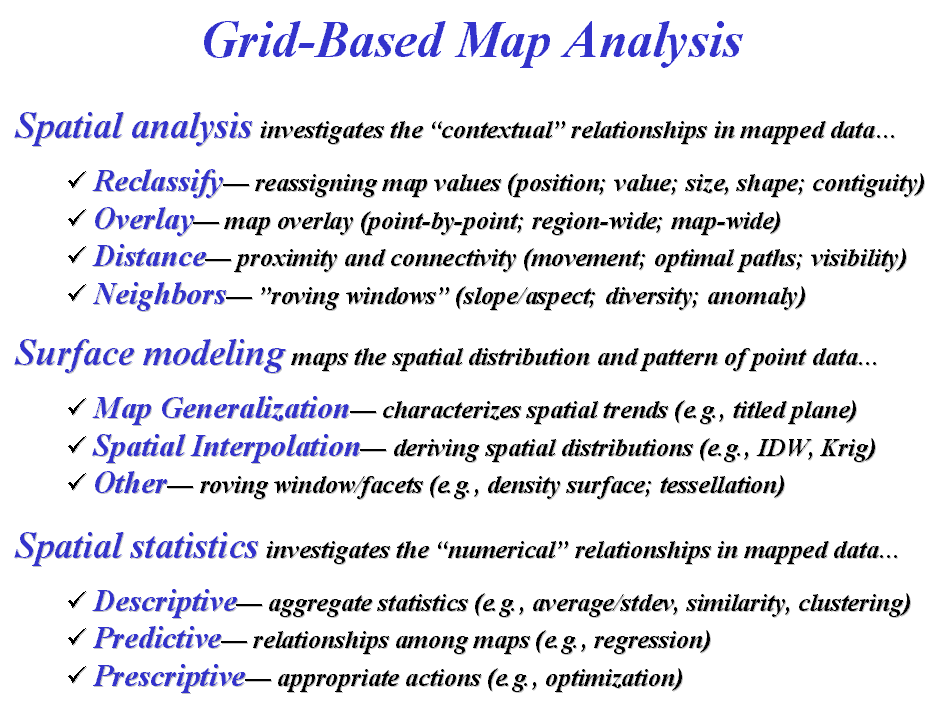 Grid-Based Map Analysis
Spatial analysis investigates the “contextual” relationships in mapped data…
✓ Reclassify— reassigning map values (position; value; size, shape; contiguity)
✓ Overlay— map overlay (point-by-point; region-wide; map-wide)
✓ Distance— proximity and connectivity (movement; optimal paths; visibility)
✓ Neighbors— ”roving windows” (slope/aspect; diversity; anomaly)
Surface modeling maps the spatial distribution and pattern of point data…
✓ Map Generalization— characterizes spatial trends (e.g., titled plane)
✓ Spatial Interpolation— deriving spatial distributions (e.g., IDW, Krig)
✓ Other— roving window/facets (e.g., density surface; tessellation)
Spatial statistics investigates the “numerical” relationships in mapped data…
✓ Descriptive— aggregate statistics (e.g., average/stdev, similarity, clustering)
✓ Predictive— relationships among maps (e.g., regression)
✓ Prescriptive— appropriate actions (e.g., optimization)